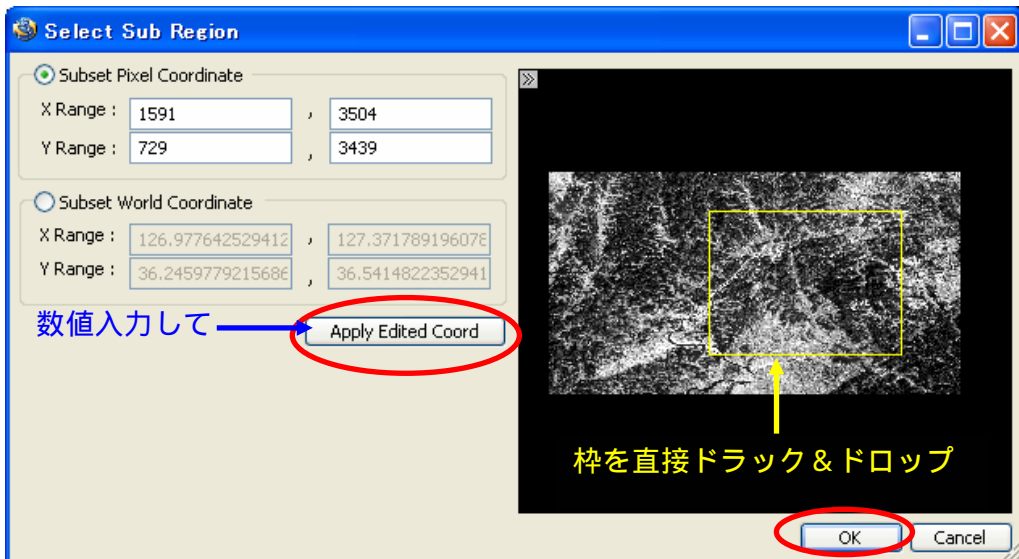 Select Sub Region
Subset Pixel Coordinate
X Range : 1591 , 3504
Y Range : 729 , 3439
Subset World Coordinate
X Range : 126.977642529412 , 127.371789196078
Y Range : 36.2459779215686 , 36.5414822352941
数値入力して
Apply Edited Coord
枠を直接ドラック＆ドロップ
OK
Cancel